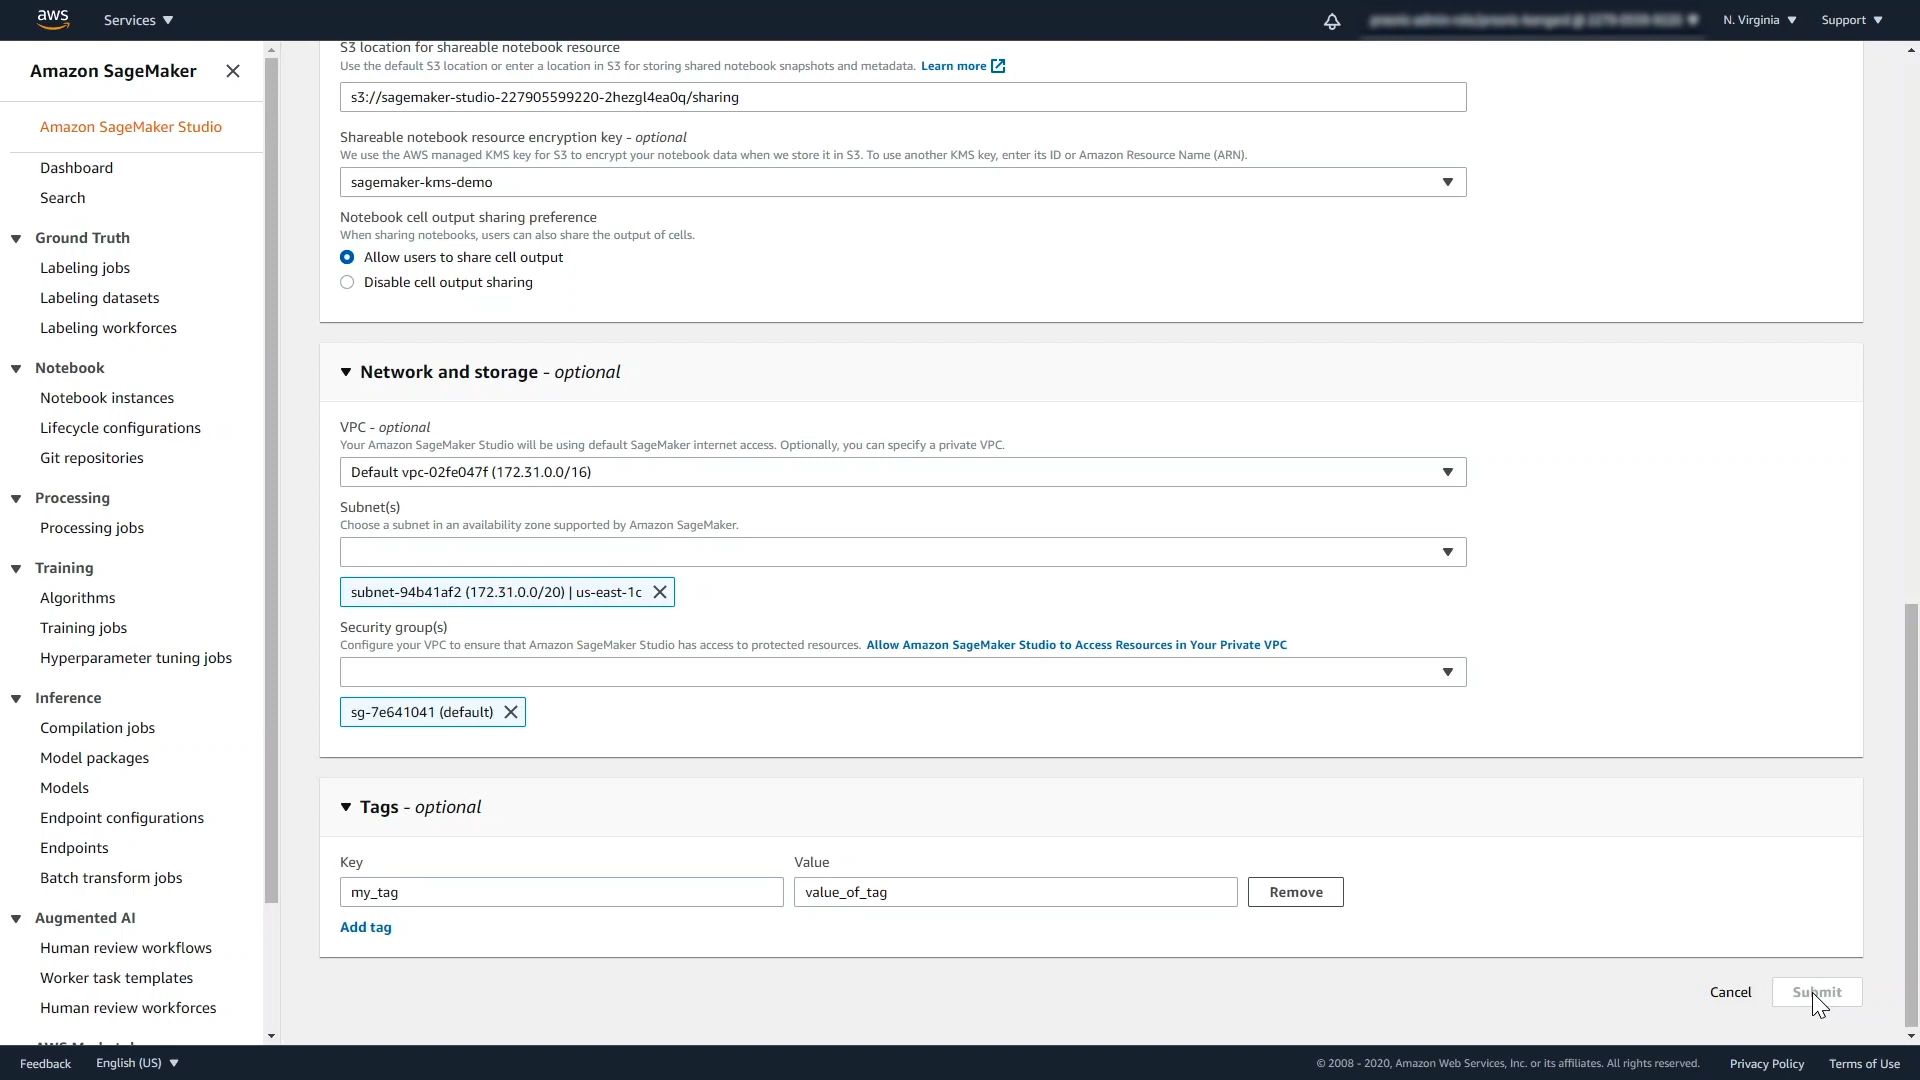 aws
Services
N. Virginia
Support
Amazon SageMaker
Amazon SageMaker Studio
Dashboard
Search
Ground Truth
Labeling jobs
Labeling datasets
Labeling workforces
Notebook
Notebook instances
Lifecycle configurations
Git repositories
Processing
Processing jobs
Training
Algorithms
Training jobs
Hyperparameter tuning jobs
Inference
Compilation jobs
Model packages
Models
Endpoint configurations
Endpoints
Batch transform jobs
Augmented AI
Human review workflows
Worker task templates
Human review workforces
S3 location for shareable notebook resource
Use the default S3 location or enter a location in S3 for storing shared notebook snapshots and metadata. Learn more
s3://sagemaker-studio-227905599220-2hezgl4ea0q/sharing
Shareable notebook resource encryption key - optional
We use the AWS managed KMS key for S3 to encrypt your notebook data when we store it in S3. To use another KMS key, enter its ID or Amazon Resource Name (ARN).
sagemaker-kms-demo
Notebook cell output sharing preference
When sharing notebooks, users can also share the output of cells.
Allow users to share cell output
Disable cell output sharing
Network and storage - optional
VPC - optional
Your Amazon SageMaker Studio will be using default SageMaker internet access. Optionally, you can specify a private VPC.
Default vpc-02fe047f (172.31.0.0/16)
Subnet(s)
Choose a subnet in an availability zone supported by Amazon SageMaker.
subnet-94b41af2 (172.31.0.0/20) | us-east-1c
Security group(s)
Configure your VPC to ensure that Amazon SageMaker Studio has access to protected resources. Allow Amazon SageMaker Studio to Access Resources in Your Private VPC
sg-7e641041 (default)
Tags - optional
Key
Value
my_tag
value_of_tag
Remove
Add tag
Cancel
Submit
Feedback
English (US)
© 2008 - 2020, Amazon Web Services, Inc. or its affiliates. All rights reserved.
Privacy Policy
Terms of Use